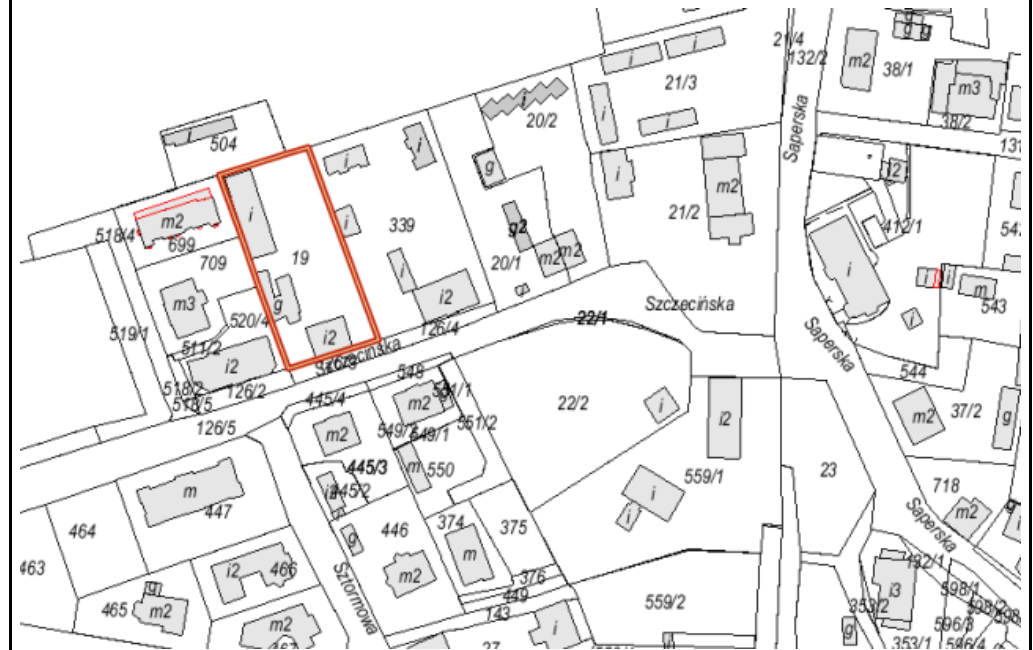 g
g g
21/4
132/2
m2
38/1
i
i
21/3
m3
i
20/2
i
i
38/2
504
i
Saperska
131
i
i
g
i
i2
m2
i
m2
518/4
699
i
i
339
g2
21/2
412/1
542
19
m2
m2
709
20/1
i
i
i
i
m
m3
g
i
i2
Szczecińska
543
519/1
520/4
126/4
22/1
i
511/2
i2
Szczecińska
Saperska
i2
544
518/2
126/2
548
518/5
445/4
m2
551/1
22/2
i
i2
m2
37/2
g
126/5
m2
549/2
549/1
551/2
445/3
m
550
559/1
23
m
i
445/2
718
447
i
i
464
446
374
375
m2
g
Saperska
463
i2
466
m
m2
376
132/1
i3
598/1
465
g
m2
Sztormowa
449
559/2
353/2
598/2
m2
143
i
g
596/3
467
27
353/1
596/4